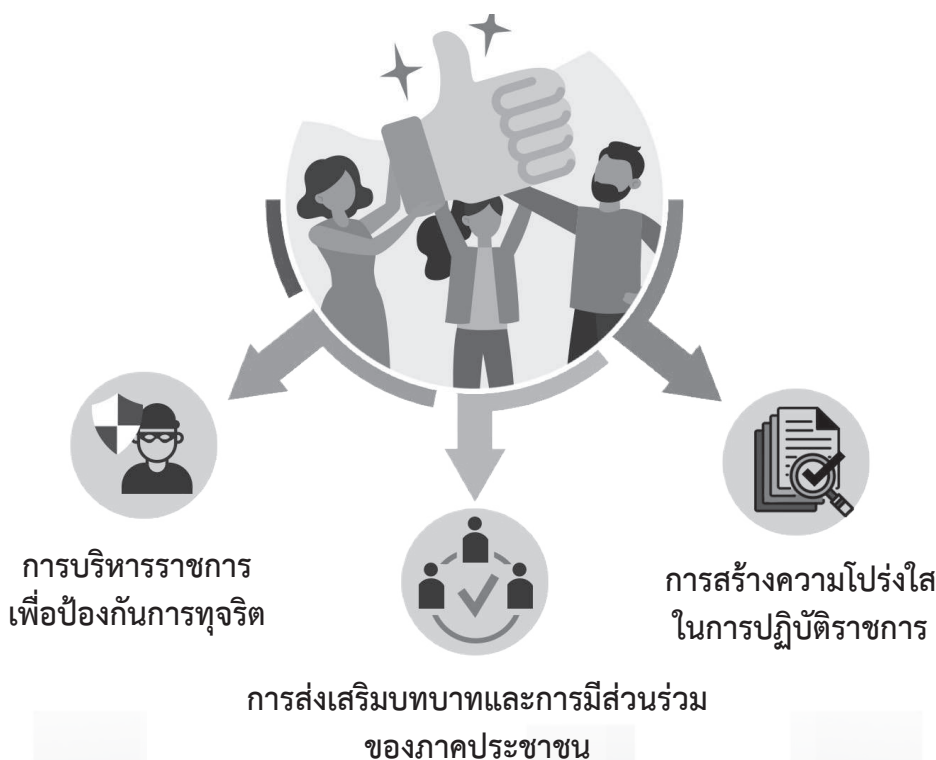 การบริหารราชการ
เพื่อป้องกันการทุจริต
การส่งเสริมบทบาทและการมีส่วนร่วม
ของภาคประชาชน
การสร้างความโปร่งใส
ในการปฏิบัติราชการ